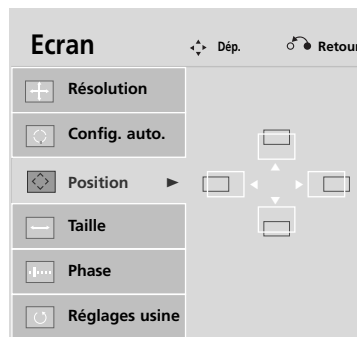 Ecran
Dép.
Retour
Résolution
Config. auto.
Position
Taille
Phase
Réglages usine